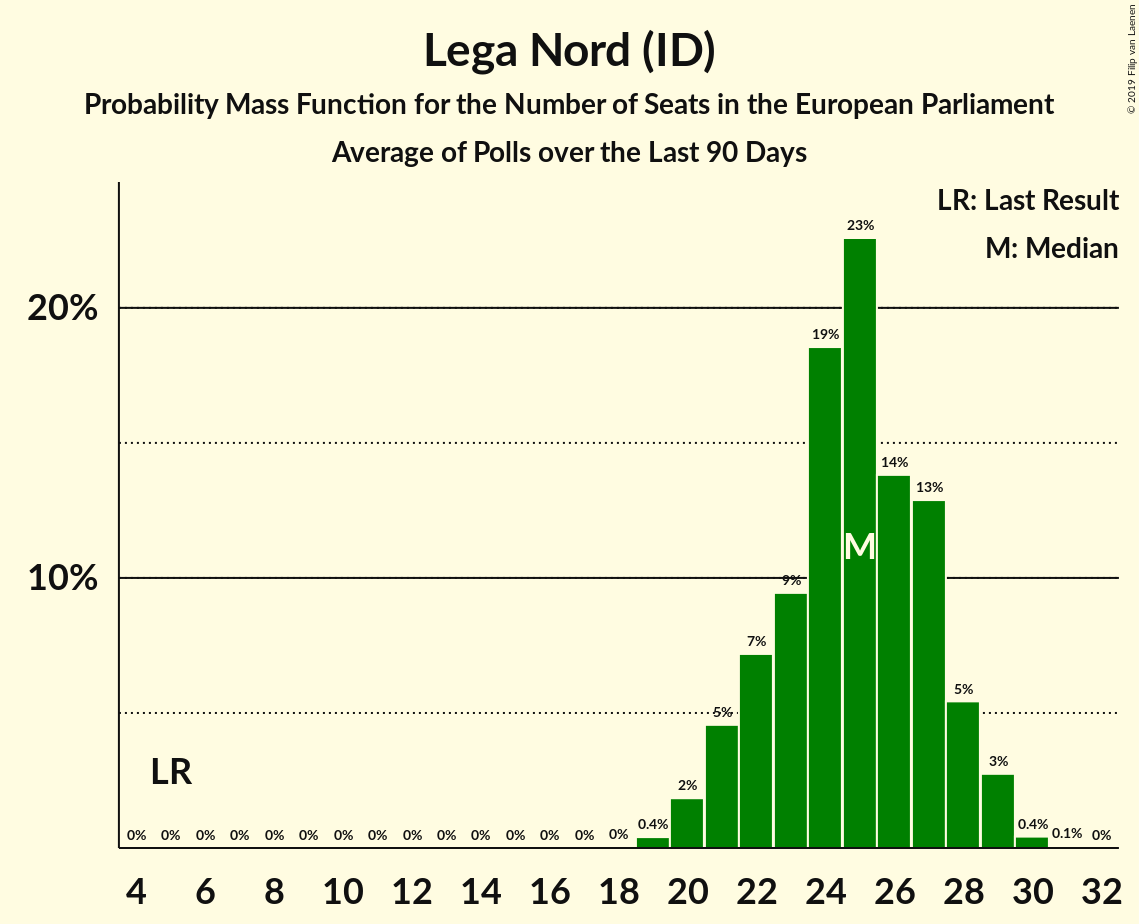 Lega Nord (ID)
Probability Mass Function for the Number of Seats in the European Parliament
Average of Polls over the Last 90 Days
© 2019 Filip van Laenen
LR: Last Result
M: Median
20%
10%
23%
19%
14%
13%
9%
7%
5%
5%
3%
2%
0.4%
0.4%
0.1%
0%
M
LR
0% 0% 0% 0% 0% 0% 0% 0% 0% 0% 0% 0% 0% 0% 0%
4 6 8 10 12 14 16 18 20 22 24 26 28 30 32